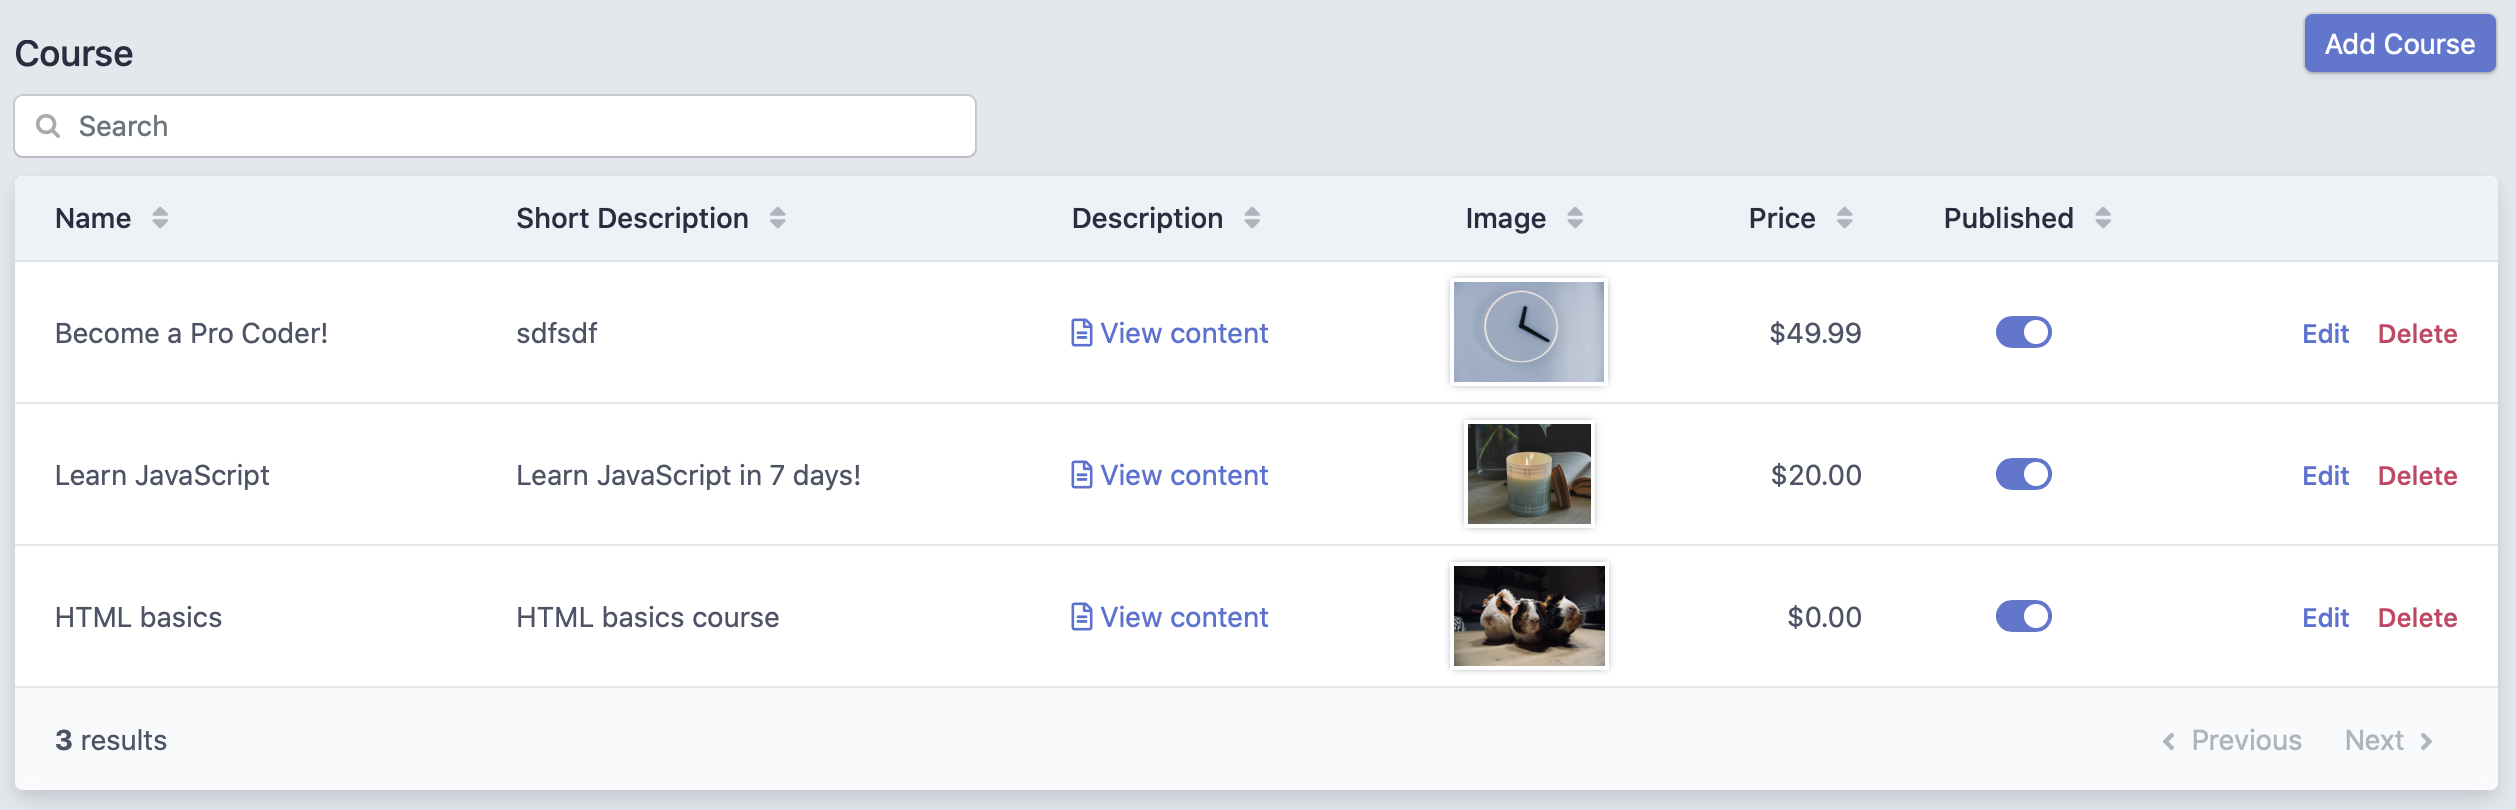 Course
Add Course
Search
Name Short Description Description Image Price Published
Become a Pro Coder! sdfsdf View content $49.99 Edit Delete
Learn JavaScript Learn JavaScript in 7 days! View content $20.00 Edit Delete
HTML basics HTML basics course View content $0.00 Edit Delete
3 results Previous Next